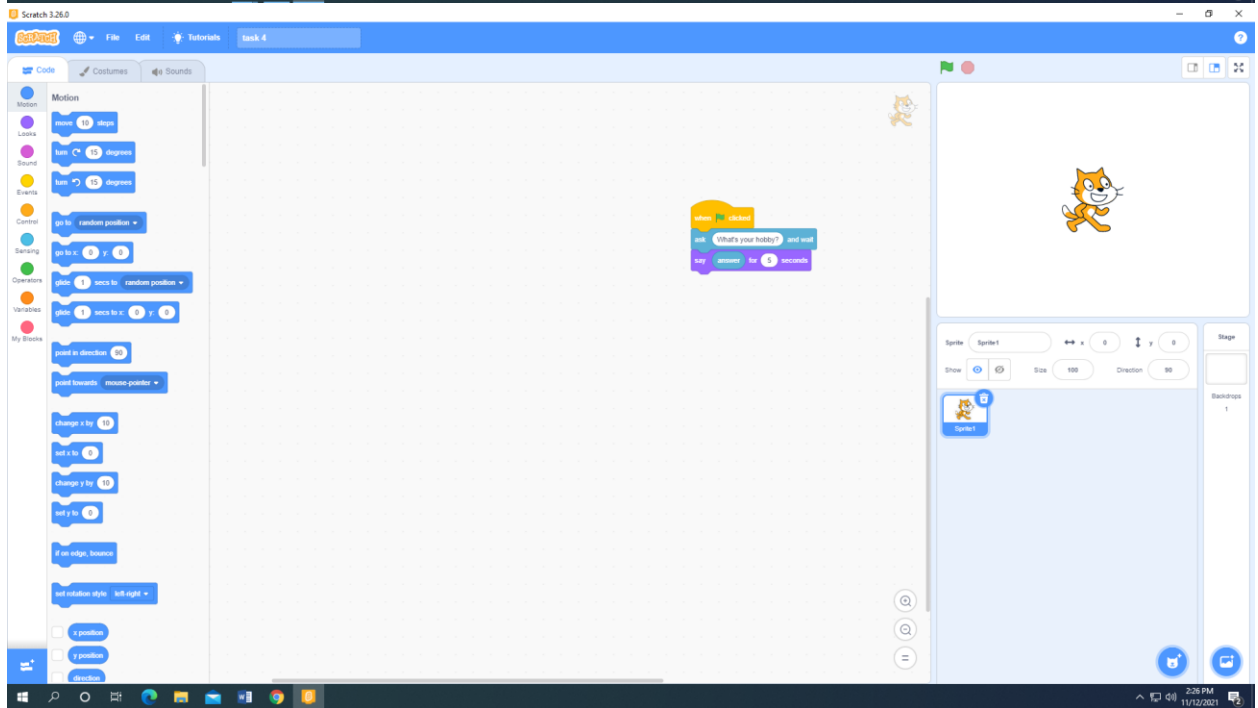 Scratch 3.26.0
SCRATCH File Edit Tutorials task 4
Code Costumes Sounds
Motion
Looks
Sound
Events
Control
Sensing
Operators
Variables
My Blocks
Motion
move 10 steps
turn 15 degrees
turn 15 degrees
go to random position
go to x: 0 y: 0
glide 1 secs to random position
glide 1 secs to x: 0 y: 0
point in direction 90
point towards mouse-pointer
change x by 10
set x to 0
change y by 10
set y to 0
if on edge, bounce
set rotation style left-right
x position
y position
direction
when clicked
ask What's your hobby? and wait
say answer for 5 seconds
Sprite Sprite1 x 0 y 0
Show Size 100 Direction 90
Sprite1
Stage
Backdrops
1
2:26 PM
11/12/2021
2